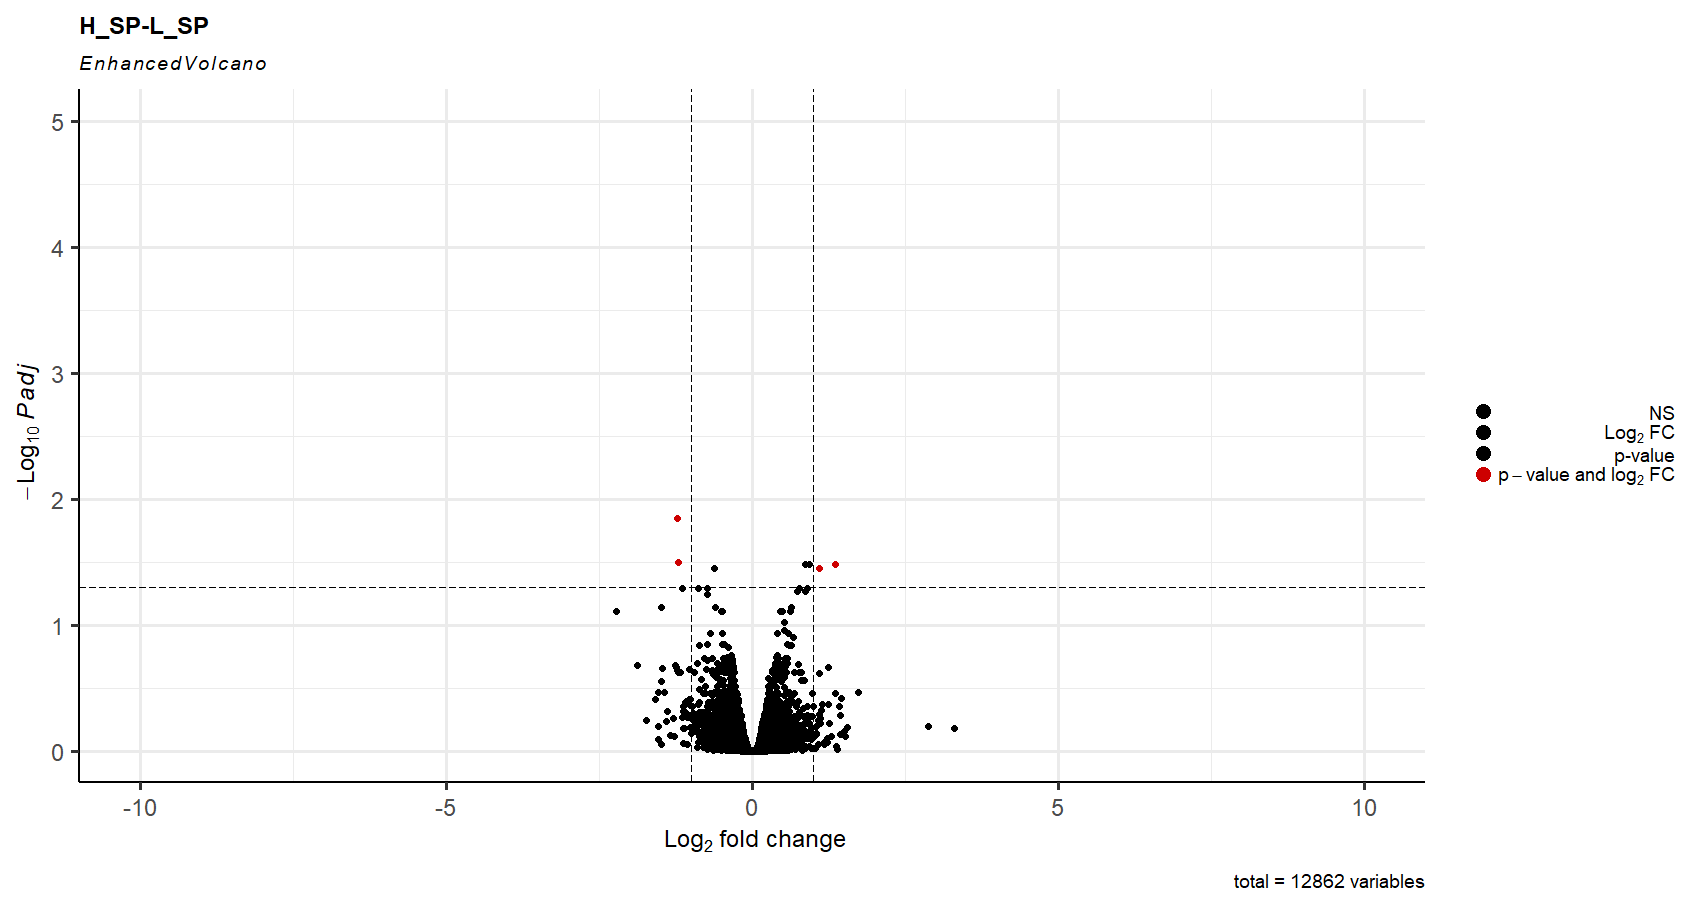 H_SP-L_SP
EnhancedVolcano
5
4
3
2
1
0
−Log₁₀ Padj
-10 -5 0 5 10
Log₂ fold change
NS
Log₂ FC
p-value
p − value and log₂ FC
total = 12862 variables